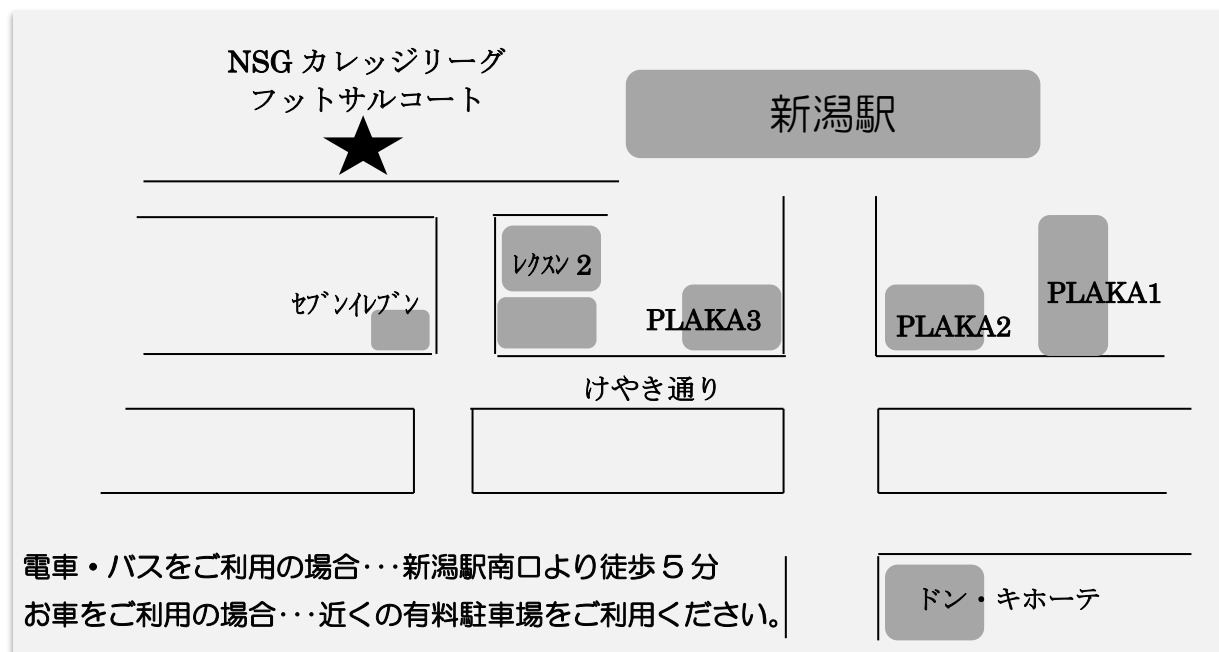 NSG カレッジリーグ
フットサルコート
新潟駅
ﾚｸｽﾝ 2
ｾﾌﾞﾝｲﾚﾌﾞﾝ
PLAKA3
PLAKA2
PLAKA1
けやき通り
電車・バスをご利用の場合･･･新潟駅南口より徒歩５分
お車をご利用の場合･･･近くの有料駐車場をご利用ください。
ドン・キホーテ